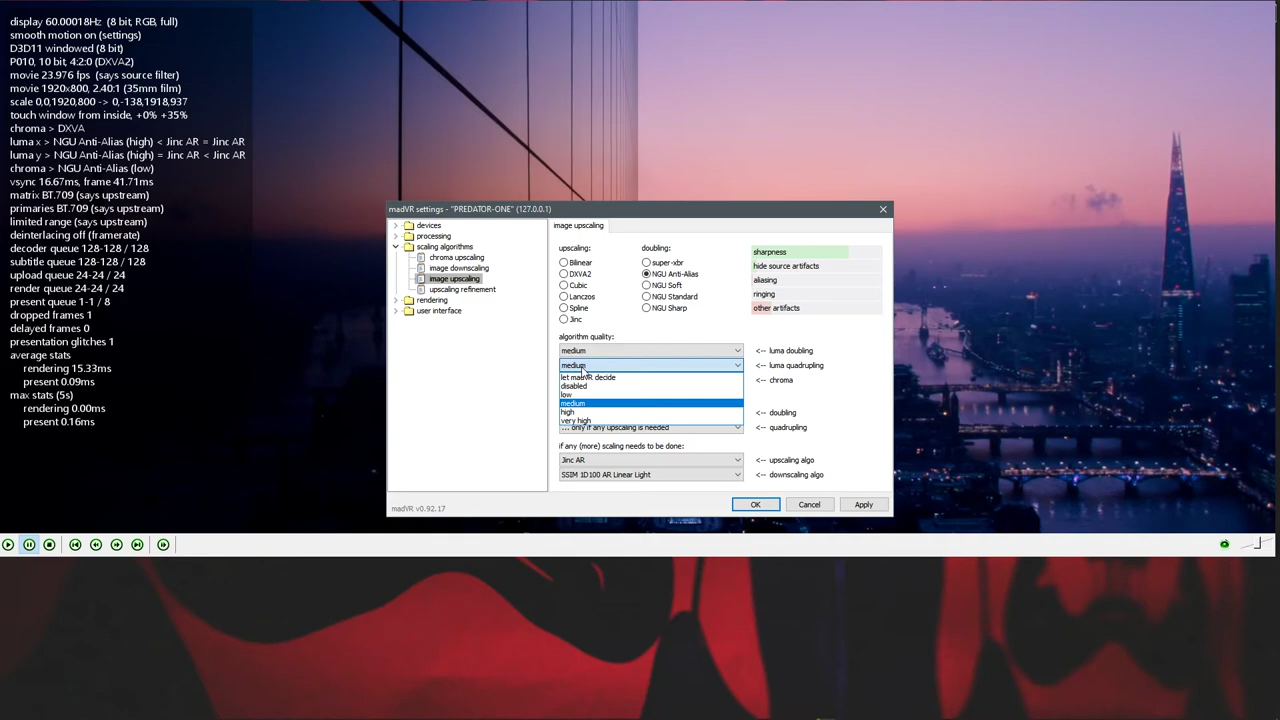 display 60.00018Hz (8 bit, RGB, full)
smooth motion on (settings)
D3D11 windowed (8 bit)
P010, 10 bit, 4:2:0 (DXVA2)
movie 23.976 fps (says source filter)
movie 1920x800, 2.40:1 (35mm film)
scale 0,0,1920,800 -> 0,-138,1918,937
touch window from inside, +0% +35%
chroma > DXVA
luma x > NGU Anti-Alias (high) < Jinc AR = Jinc AR
luma y > NGU Anti-Alias (high) = Jinc AR < Jinc AR
chroma > NGU Anti-Alias (low)
vsync 16.67ms, frame 41.71ms
matrix BT.709 (says upstream)
primaries BT.709 (says upstream)
limited range (says upstream)
deinterlacing off (framerate)
decoder queue 128-128 / 128
subtitle queue 128-128 / 128
upload queue 24-24 / 24
render queue 24-24 / 24
present queue 1-1 / 8
dropped frames 1
delayed frames 0
presentation glitches 1
average stats
rendering 15.33ms
present 0.09ms
max stats (5s)
rendering 0.00ms
present 0.16ms
madVR settings - "PREDATOR-ONE" (127.0.0.1)
devices
processing
scaling algorithms
chroma upscaling
image downscaling
image upscaling
upscaling refinement
rendering
user interface
madVR v0.92.17
image upscaling
upscaling:
Bilinear
DXVA2
Cubic
Lanczos
Spline
Jinc
doubling:
super-xbr
NGU Anti-Alias
NGU Soft
NGU Standard
NGU Sharp
sharpness
hide source artifacts
aliasing
ringing
other artifacts
algorithm quality:
medium <-- luma doubling
medium <-- luma quadrupling
<-- chroma
let madVR decide
disabled
low
medium
high
very high
<-- doubling
... only if any upscaling is needed <-- quadrupling
if any (more) scaling needs to be done:
Jinc AR <-- upscaling algo
SSIM 1D100 AR Linear Light <-- downscaling algo
OK Cancel Apply